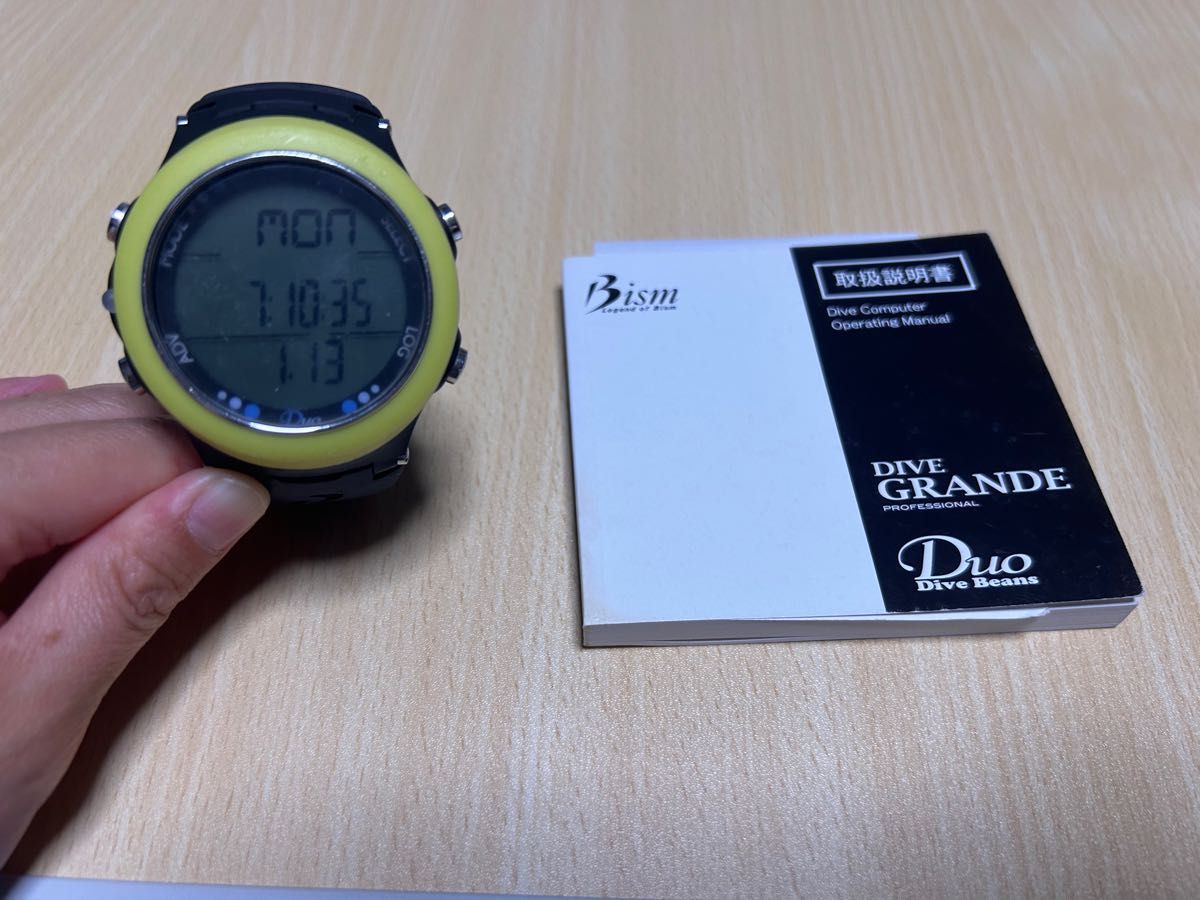 MON
MODE
SELECT
7:10:35
1.13
ADV
LOG
Duo
Bism
Legend of Bism
取扱説明書
Dive Computer
Operating Manual
DIVE
GRANDE
PROFESSIONAL
Duo
Dive Beans